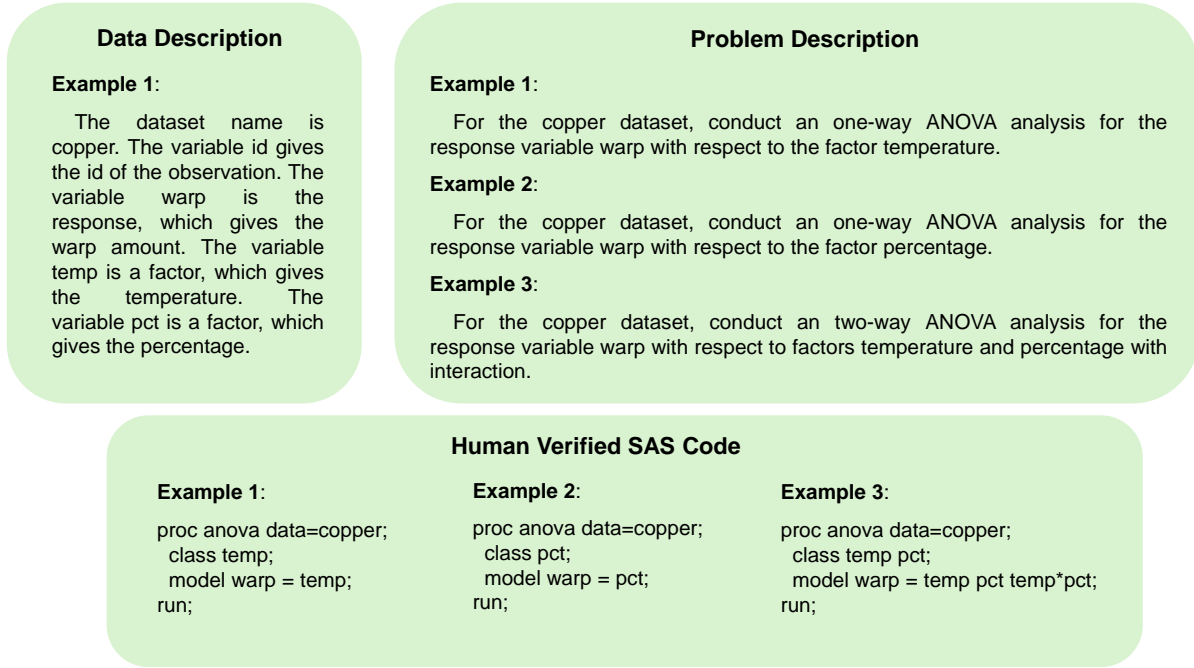 Data Description
Example 1:
The dataset name is
copper. The variable id gives
the id of the observation. The
variable warp is the
response, which gives the
warp amount. The variable
temp is a factor, which gives
the temperature. The
variable pct is a factor, which
gives the percentage.
Problem Description
Example 1:
For the copper dataset, conduct an one-way ANOVA analysis for the
response variable warp with respect to the factor temperature.
Example 2:
For the copper dataset, conduct an one-way ANOVA analysis for the
response variable warp with respect to the factor percentage.
Example 3:
For the copper dataset, conduct an two-way ANOVA analysis for the
response variable warp with respect to factors temperature and percentage with
interaction.
Human Verified SAS Code
Example 1:
proc anova data=copper;
class temp;
model warp = temp;
run;
Example 2:
proc anova data=copper;
class pct;
model warp = pct;
run;
Example 3:
proc anova data=copper;
class temp pct;
model warp = temp pct temp*pct;
run;